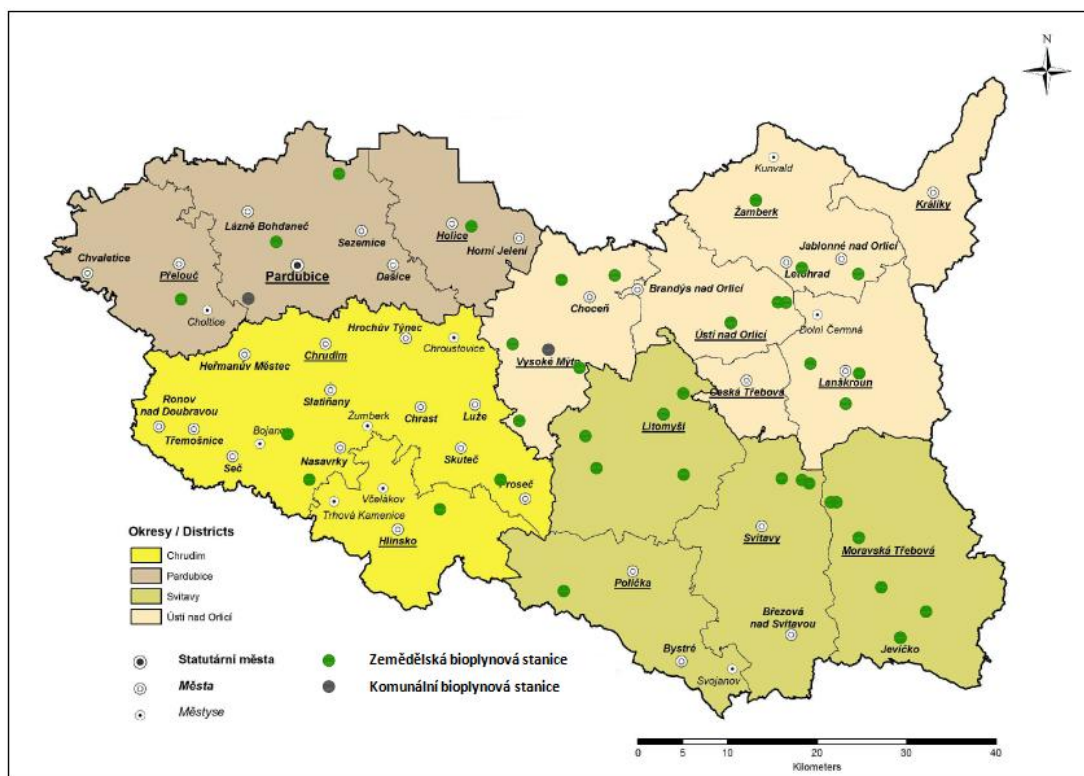 N
Kunvald
Králíky
Žamberk
Lázně Bohdaneč
Holice
Sezemice
Horní Jelení
Jablonné nad Orlicí
Letohrad
Chvaletice
Přelouč
Pardubice
Dašice
Choltice
Choceň
Brandýs nad Orlicí
Ústí nad Orlicí
Dolní Čermná
Hrochův Týnec
Chroustovice
Chrudim
Heřmanův Městec
Vysoké Mýto
Lanškroun
Česká Třebová
Slatiňany
Ronov
nad Doubravou
Třemošnice
Žumberk
Chrast
Luže
Litomyšl
Bojano
Seč
Nasavrky
Skuteč
Včelákov
Proseč
Trhová Kamenice
Hlinsko
Svitavy
Moravská Třebová
Polička
Březová
nad Svitavou
Bystré
Svojanov
Jevíčko
Okresy / Districts
Chrudim
Pardubice
Svitavy
Ústí nad Orlicí
Statutární města
Města
Městyse
Zemědělská bioplynová stanice
Komunální bioplynová stanice
0 5 10 20 30 40
Kilometers